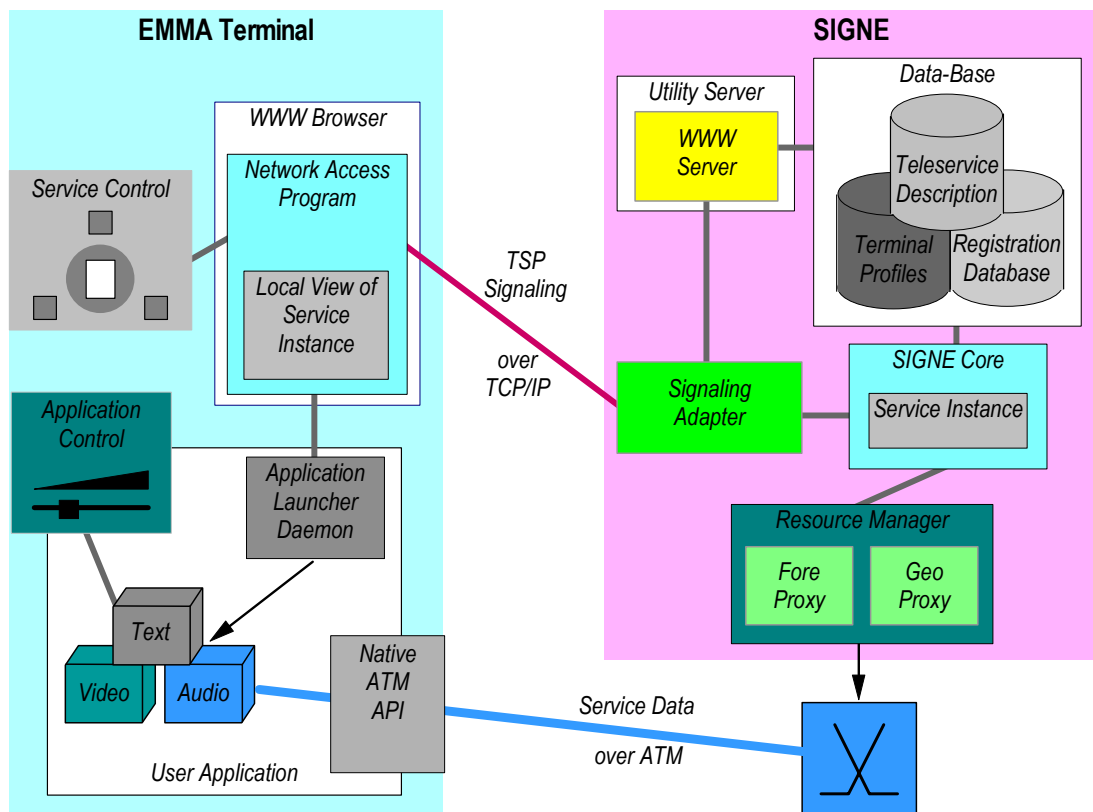 EMMA Terminal
WWW Browser
Network Access
Program
Local View of
Service
Instance
Service Control
Application
Control
Application
Launcher
Daemon
Text
Video
Audio
Native
ATM
API
User Application
TSP
Signaling
over
TCP/IP
Service Data
over ATM
SIGNE
Utility Server
WWW
Server
Data-Base
Teleservice
Description
Terminal
Profiles
Registration
Database
Signaling
Adapter
SIGNE Core
Service Instance
Resource Manager
Fore
Proxy
Geo
Proxy